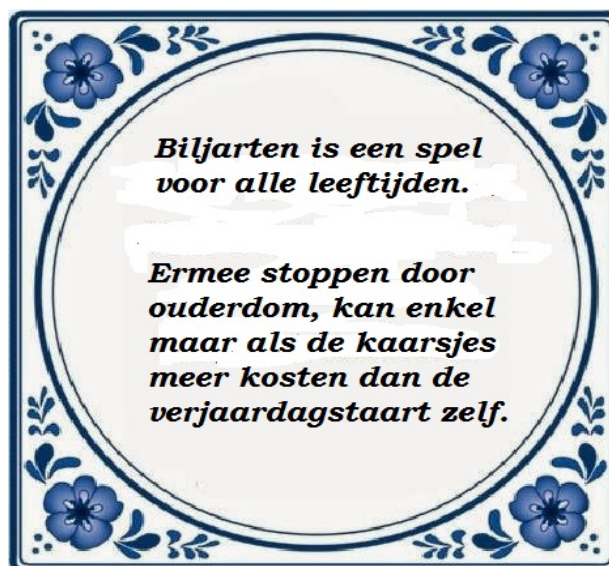 Biljarten is een spel
voor alle leeftijden.
Ermee stoppen door
ouderdom, kan enkel
maar als de kaarsjes
meer kosten dan de
verjaardagstaart zelf.